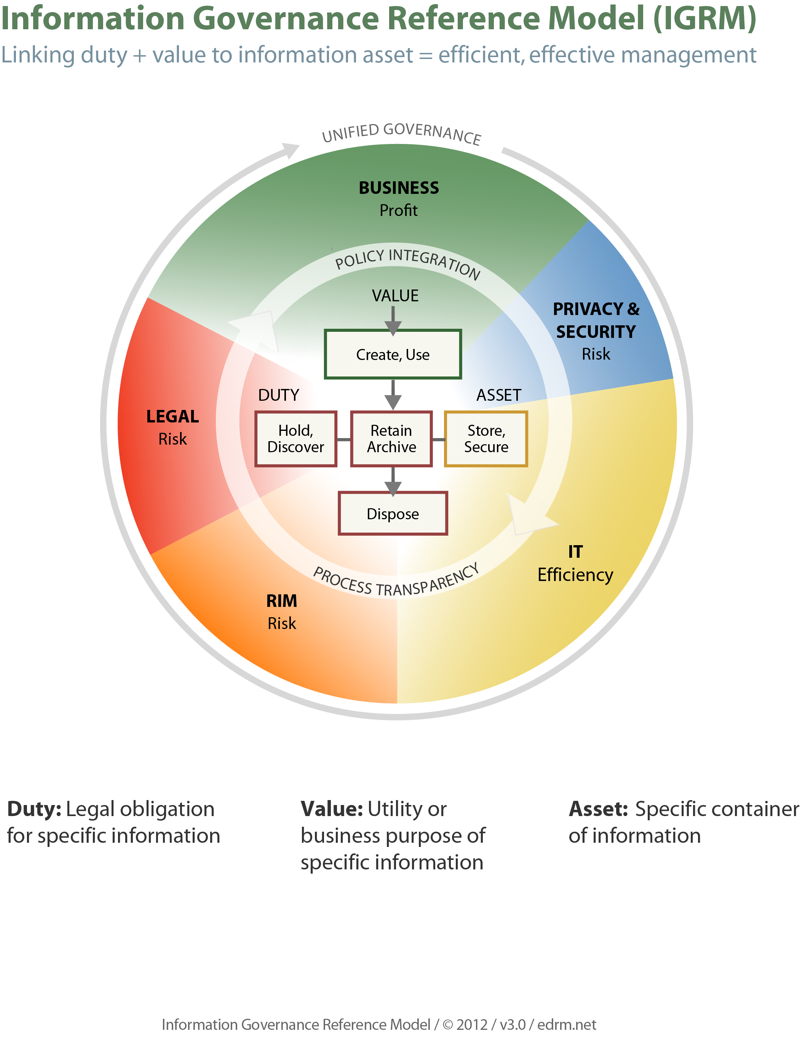 Information Governance Reference Model (IGRM)
Linking duty + value to information asset = efficient, effective management
UNIFIED GOVERNANCE
BUSINESS
Profit
POLICY INTEGRATION
VALUE
Create, Use
PRIVACY &
SECURITY
Risk
DUTY
ASSET
LEGAL
Risk
Hold,
Discover
Retain
Archive
Store,
Secure
Dispose
IT
Efficiency
PROCESS TRANSPARENCY
RIM
Risk
Duty: Legal obligation
for specific information
Value: Utility or
business purpose of
specific information
Asset: Specific container
of information
Information Governance Reference Model / © 2012 / v3.0 / edrm.net